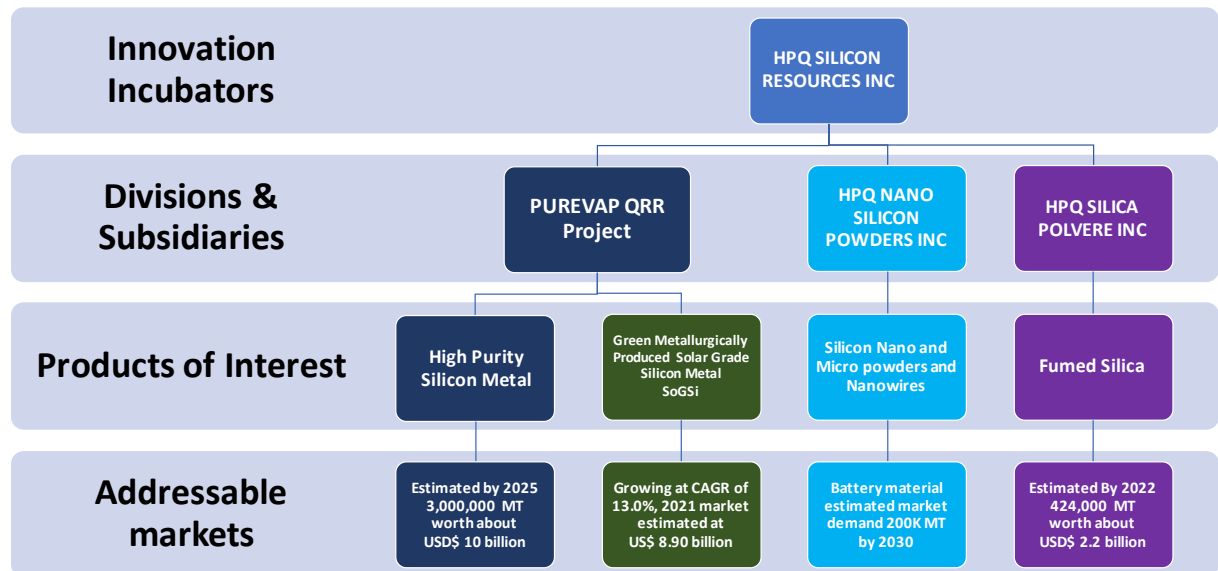 Innovation
Incubators
HPQ SILICON
RESOURCES INC
Divisions &
Subsidiaries
PUREVAP QRR
Project
HPQ NANO
SILICON
POWDERS INC
HPQ SILICA
POLVERE INC
Products of Interest
High Purity
Silicon Metal
Green Metallurgically
Produced Solar Grade
Silicon Metal
SoGSi
Silicon Nano and
Micro powders and
Nanowires
Fumed Silica
Addressable
markets
Estimated by 2025
3,000,000 MT
worth about
USD$ 10 billion
Growing at CAGR of
13.0%, 2021 market
estimated at
US$ 8.90 billion
Battery material
estimated market
demand 200K MT
by 2030
Estimated By 2022
424,000 MT
worth about
USD$ 2.2 billion